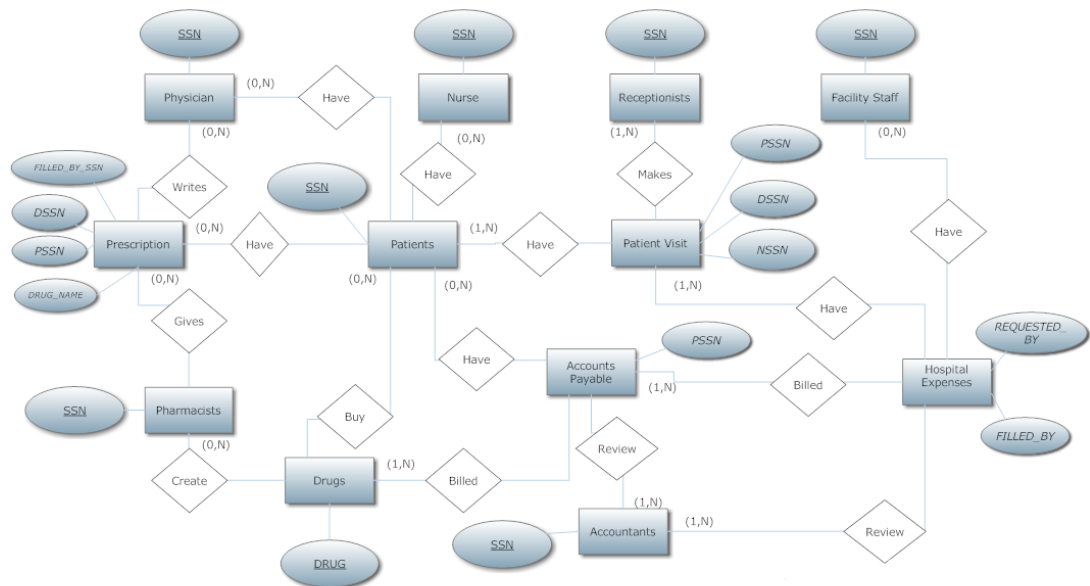 SSN
SSN
SSN
SSN
Physician
(0,N)
Have
Nurse
Receptionists
Facility Staff
(0,N)
(0,N)
(1,N)
(0,N)
PSSN
FILLED_BY_SSN
Writes
SSN
Have
Makes
DSSN
DSSN
Prescription
(0,N)
Have
Patients
(1,N)
Have
Patient Visit
Have
PSSN
NSSN
(0,N)
(0,N)
(0,N)
(1,N)
DRUG_NAME
Gives
Have
REQUESTED_
BY
PSSN
Have
Accounts
Payable
Hospital
Expenses
(1,N)
Billed
SSN
Pharmacists
Buy
FILLED_BY
(0,N)
Review
(1,N)
Create
Drugs
Billed
(1,N)
SSN
Accountants
(1,N)
Review
DRUG